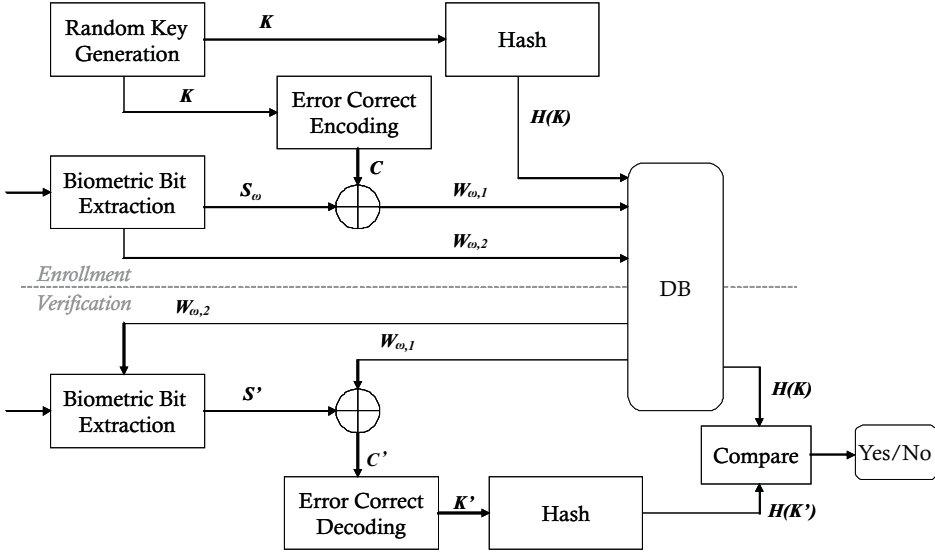 Random Key
Generation
K
Hash
K
Error Correct
Encoding
H(K)
C
Biometric Bit
Extraction
Sω
Wω,1
Wω,2
Enrollment
DB
Verification
Wω,2
Wω,1
Biometric Bit
Extraction
S’
H(K)
C’
Compare
Yes/No
Error Correct
Decoding
K’
Hash
H(K’)